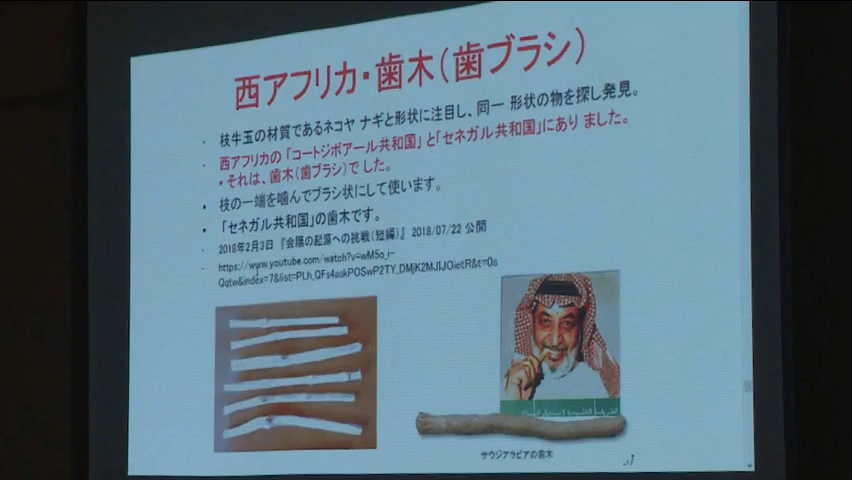 西アフリカ・歯木(歯ブラシ)
・ 枝牛玉の材質であるネコヤ ナギと形状に注目し、同一 形状の物を探し発見。
・ 西アフリカの「コートジボアール共和国」と「セネガル共和国」にあり ました。
・それは、歯木(歯ブラシ)で した。
・ 枝の一端を噛んでブラシ状にして使います。
・ 「セネガル共和国」の歯木です。
・ 2018年2月3日 『会陽の起源への挑戦(短編)』 2018/07/22 公開
・ https://www.youtube.com/watch?v=wM5o_i-
Qqtw&index=7&list=PLh_QFs4askPOSwP2TY_DMjK2MJIJOietR&t=0s
サウジアラビアの歯木